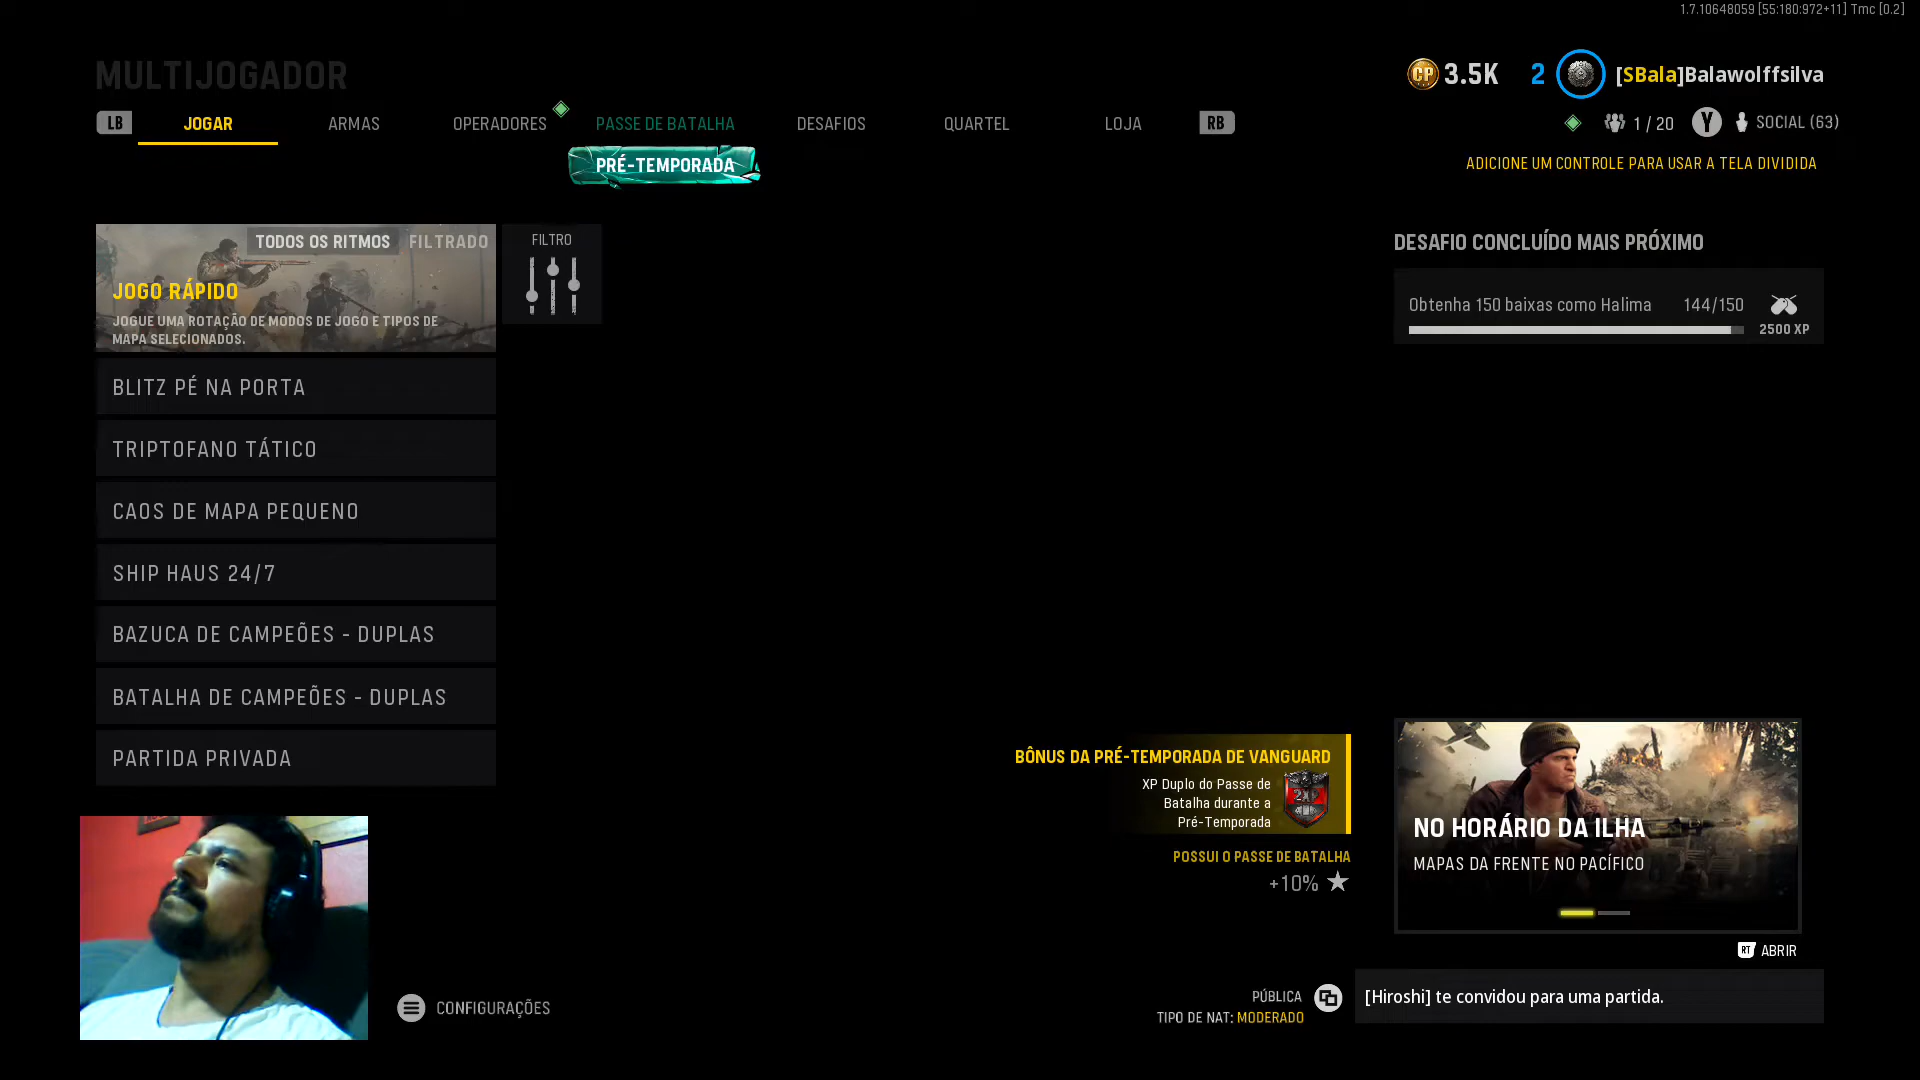 1.7.10648059 [55:180:972+11] Tmc [0.2]
MULTIJOGADOR
CP 3.5K 2 [SBala]Balawolffsilva
LB JOGAR ARMAS OPERADORES PASSE DE BATALHA DESAFIOS QUARTEL LOJA RB
1 / 20 Y SOCIAL (63)
PRÉ-TEMPORADA
ADICIONE UM CONTROLE PARA USAR A TELA DIVIDIDA
TODOS OS RITMOS FILTRADO
FILTRO
JOGO RÁPIDO
JOGUE UMA ROTAÇÃO DE MODOS DE JOGO E TIPOS DE
MAPA SELECIONADOS.
BLITZ PÉ NA PORTA
TRIPTOFANO TÁTICO
CAOS DE MAPA PEQUENO
SHIP HAUS 24/7
BAZUCA DE CAMPEÕES - DUPLAS
BATALHA DE CAMPEÕES - DUPLAS
PARTIDA PRIVADA
DESAFIO CONCLUÍDO MAIS PRÓXIMO
Obtenha 150 baixas como Halima 144/150
2500 XP
BÔNUS DA PRÉ-TEMPORADA DE VANGUARD
XP Duplo do Passe de
Batalha durante a
Pré-Temporada
2XP
POSSUI O PASSE DE BATALHA
+10%
NO HORÁRIO DA ILHA
MAPAS DA FRENTE NO PACÍFICO
RT ABRIR
CONFIGURAÇÕES
PÚBLICA
TIPO DE NAT: MODERADO
[Hiroshi] te convidou para uma partida.